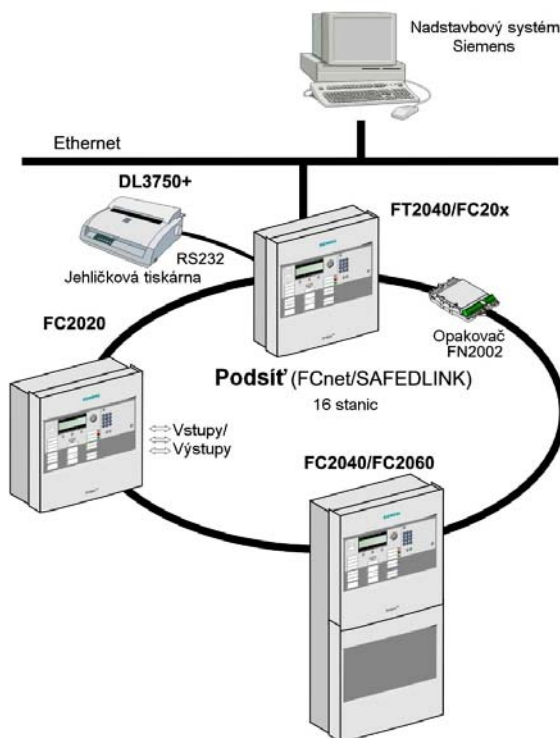 Nadstavbový systém
Siemens
Ethernet
DL3750+
FT2040/FC20x
RS232
Jehličková tiskárna
FC2020
Opakovač
FN2002
Podsíť (FCnet/SAFEDLINK)
16 stanic
Vstupy/
Výstupy
FC2040/FC2060